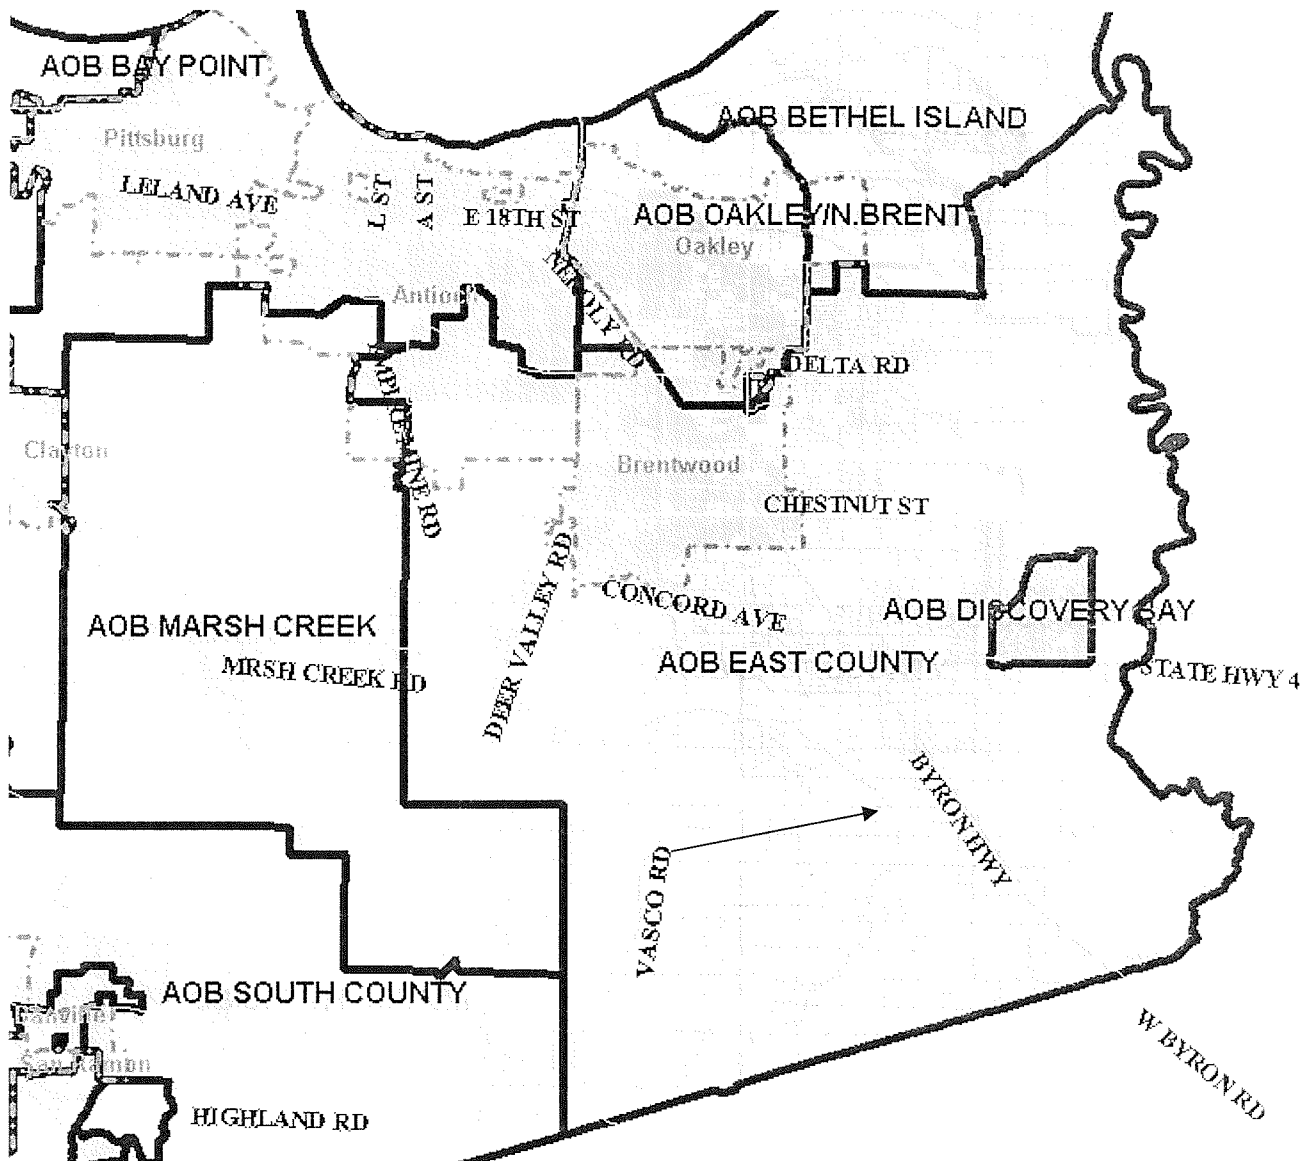 AOB BAY POINT
AOB BETHEL ISLAND
Pittsburg
LELAND AVE
L ST
A ST
E 18TH ST
AOB OAKLEY/N.BRENT
Oakley
NEROLY RD
DELTA RD
Clayton
Brentwood
CHESTNUT ST
DEER VALLEY RD
CONCORD AVE
AOB DISCOVERY BAY
AOB MARSH CREEK
AOB EAST COUNTY
MRSH CREEK RD
STATE HWY 4
BYRON HWY
VASCO RD
AOB SOUTH COUNTY
San Ramon
W BYRON RD
HIGHLAND RD